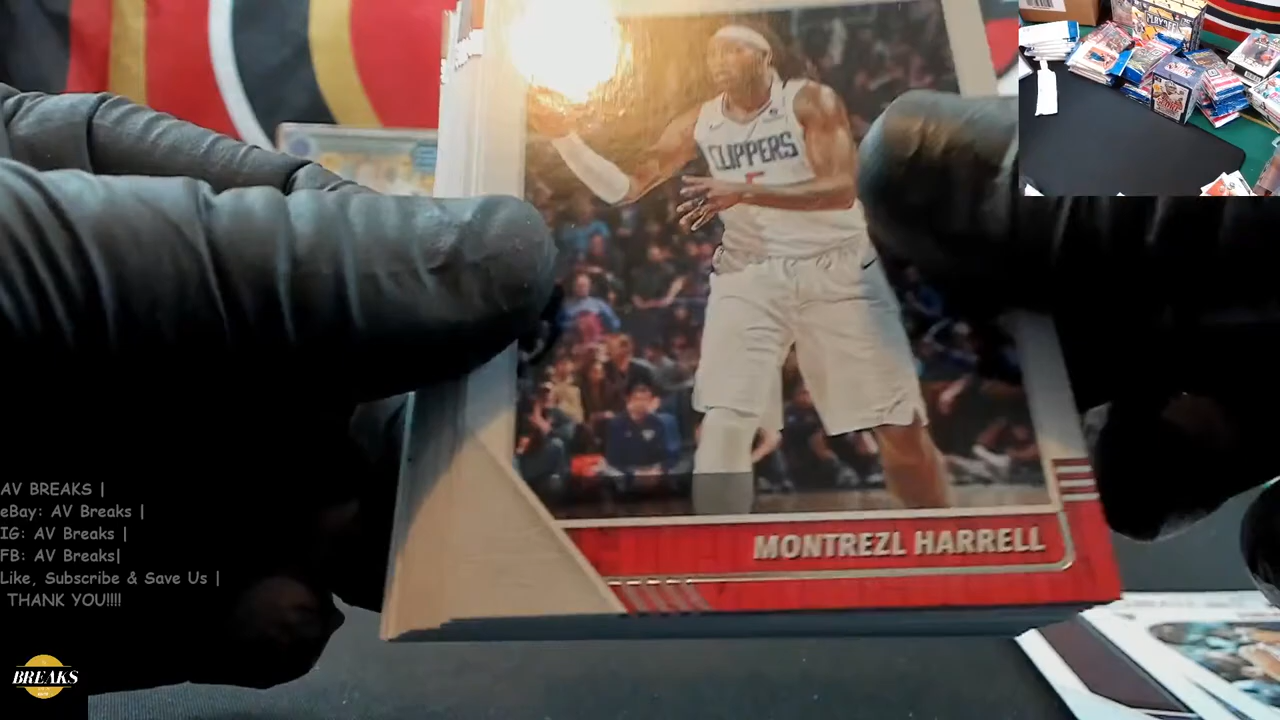 CLIPPERS
MONTREZL HARRELL
AV BREAKS |
eBay: AV Breaks |
IG: AV Breaks |
FB: AV Breaks|
Like, Subscribe & Save Us |
THANK YOU!!!!
BREAKS